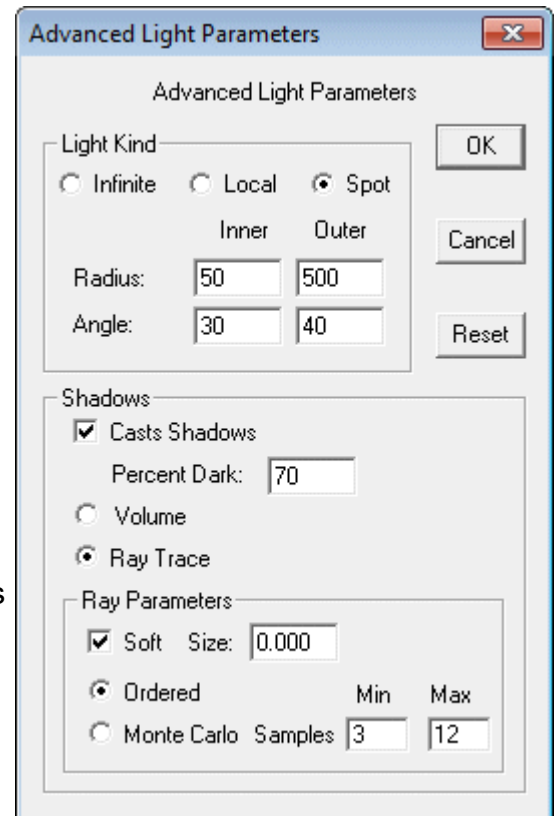 Advanced Light Parameters
Advanced Light Parameters
Light Kind
OK
Infinite Local Spot
Inner Outer
Cancel
Radius: 50 500
Angle: 30 40
Reset
Shadows
Casts Shadows
Percent Dark: 70
Volume
Ray Trace
s
Ray Parameters
Soft Size: 0.000
Ordered Min Max
Monte Carlo Samples 3 12